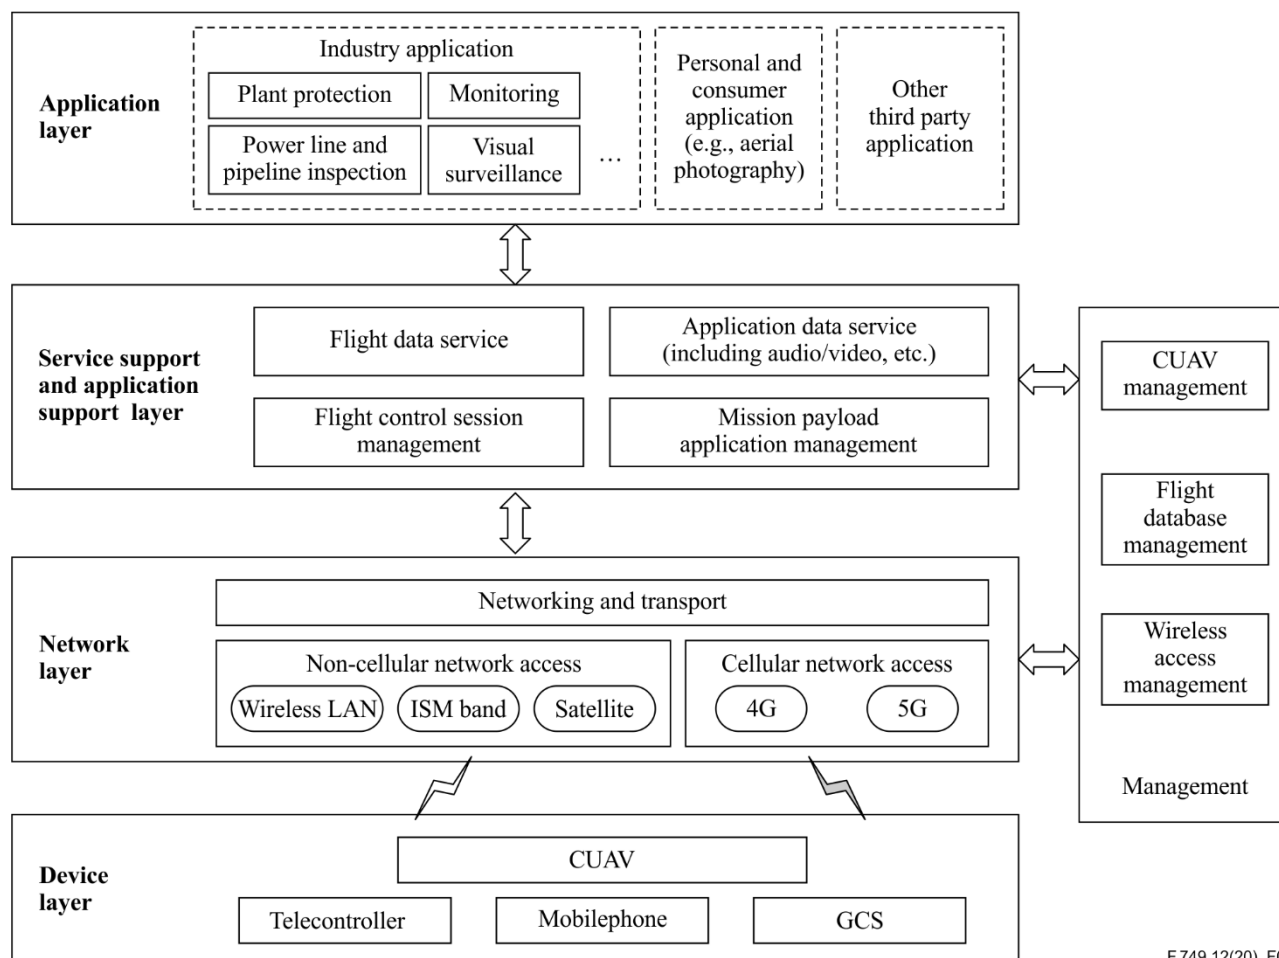 Application
layer
Industry application
Plant protection
Monitoring
Power line and
pipeline inspection
Visual
surveillance
...
Personal and
consumer
application
(e.g., aerial
photography)
Other
third party
application
Service support
and application
support layer
Flight data service
Application data service
(including audio/video, etc.)
Flight control session
management
Mission payload
application management
CUAV
management
Flight
database
management
Wireless
access
management
Management
Network
layer
Networking and transport
Non-cellular network access
Wireless LAN
ISM band
Satellite
Cellular network access
4G
5G
Device
layer
CUAV
Telecontroller
Mobilephone
GCS
F.749.12(20)